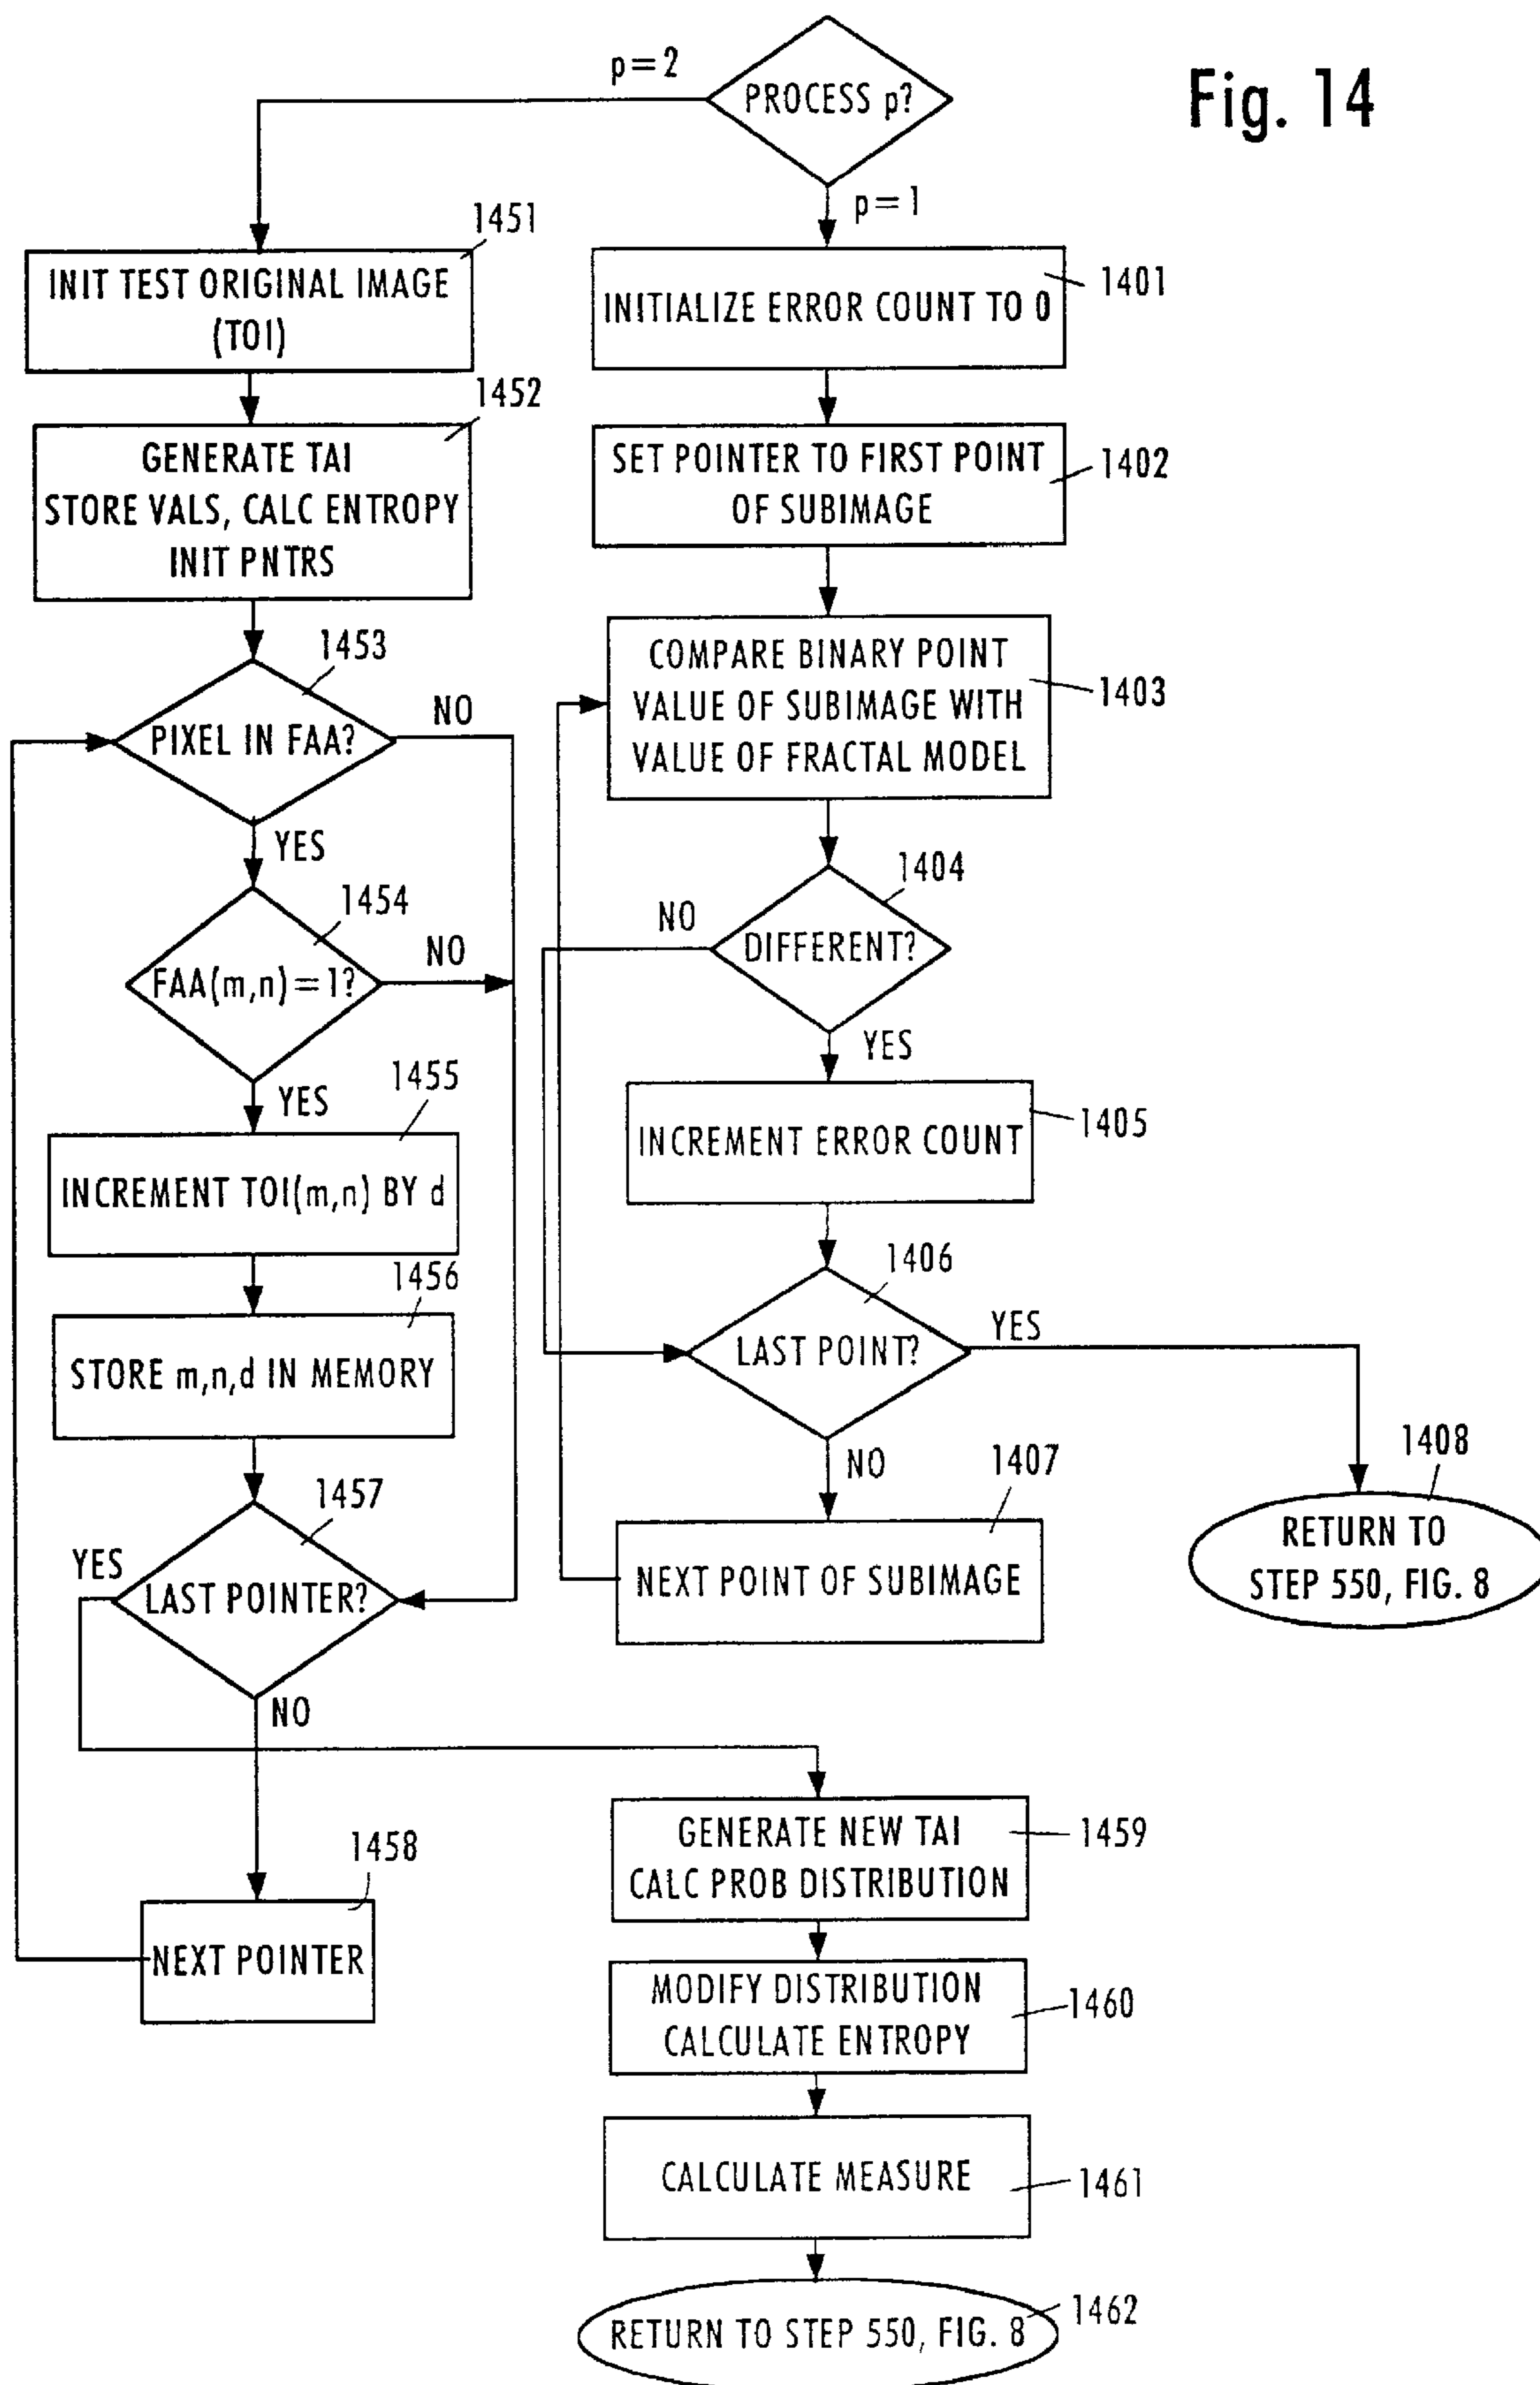 Fig. 14
PROCESS p?
p=2
p=1
1451
INIT TEST ORIGINAL IMAGE
(TOI)
1452
GENERATE TAI
STORE VALS, CALC ENTROPY
INIT PNTRS
1453
PIXEL IN FAA?
NO
YES
1454
FAA(m,n)=1?
NO
YES
1455
INCREMENT TOI(m,n) BY d
1456
STORE m,n,d IN MEMORY
1457
YES
LAST POINTER?
NO
1458
NEXT POINTER
1401
INITIALIZE ERROR COUNT TO 0
SET POINTER TO FIRST POINT
OF SUBIMAGE
1402
COMPARE BINARY POINT
VALUE OF SUBIMAGE WITH
VALUE OF FRACTAL MODEL
1403
1404
NO
DIFFERENT?
YES
INCREMENT ERROR COUNT
1405
1406
LAST POINT?
YES
NO
1407
NEXT POINT OF SUBIMAGE
1408
RETURN TO
STEP 550, FIG. 8
GENERATE NEW TAI
CALC PROB DISTRIBUTION
1459
MODIFY DISTRIBUTION
CALCULATE ENTROPY
1460
CALCULATE MEASURE
1461
RETURN TO STEP 550, FIG. 8
1462